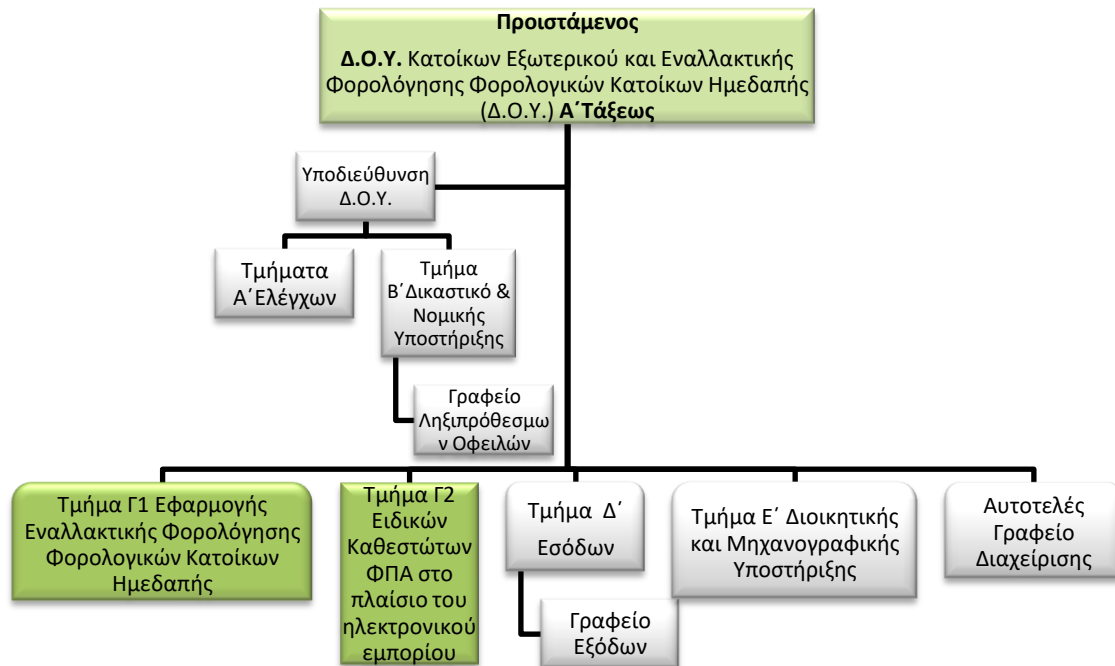 Προιστάμενος
Δ.Ο.Υ. Κατοίκων Εξωτερικού και Εναλλακτικής
Φορολόγησης Φορολογικών Κατοίκων Ημεδαπής
(Δ.Ο.Υ.) Α΄Τάξεως
Υποδιεύθυνση
Δ.Ο.Υ.
Τμήματα
Α΄Ελέγχων
Τμήμα
Β΄Δικαστικό &
Νομικής
Υποστήριξης
Γραφείο
Ληξιπρόθεσμω
ν Οφειλών
Τμήμα Γ1 Εφαρμογής
Εναλλακτικής Φορολόγησης
Φορολογικών Κατοίκων
Ημεδαπής
Τμήμα Γ2
Ειδικών
Καθεστώτων
ΦΠΑ στο
πλαίσιο του
ηλεκτρονικού
εμπορίου
Τμήμα Δ΄
Εσόδων
Γραφείο
Εξόδων
Τμήμα Ε΄ Διοικητικής
και Μηχανογραφικής
Υποστήριξης
Αυτοτελές
Γραφείο
Διαχείρισης